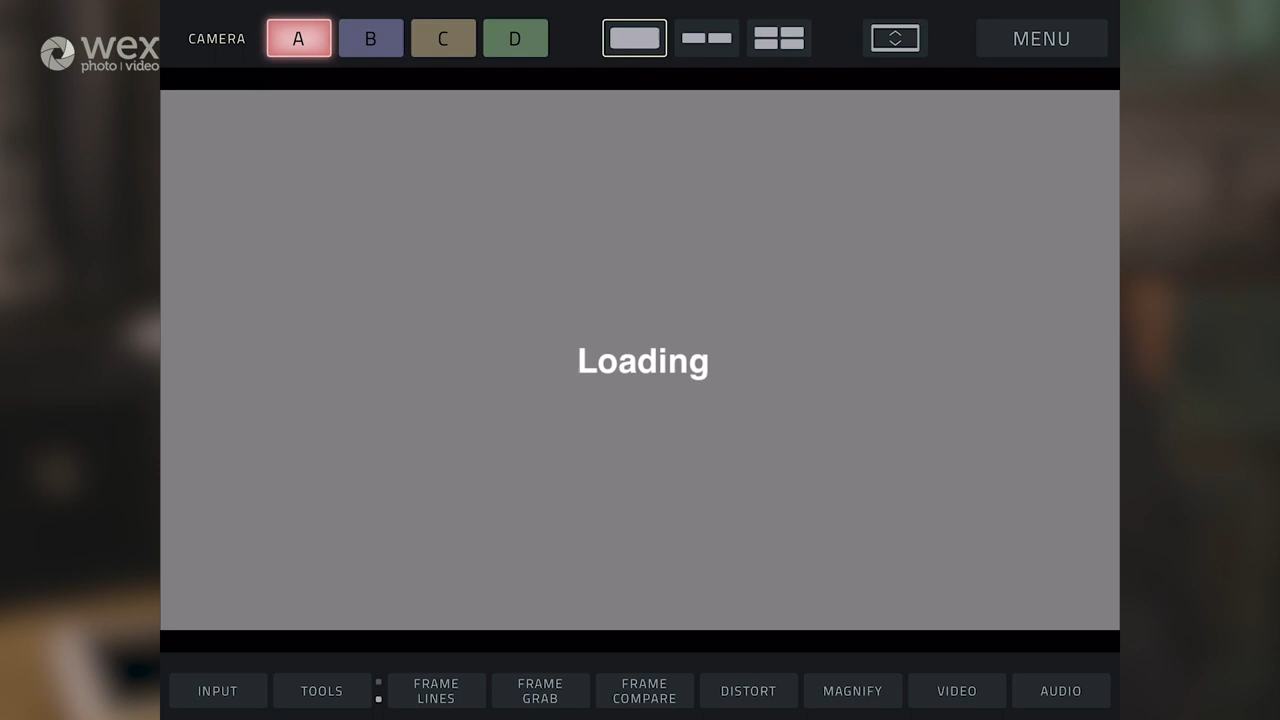 wex
photo | video
CAMERA
A
B
C
D
MENU
Loading
INPUT
TOOLS
FRAME
LINES
FRAME
GRAB
FRAME
COMPARE
DISTORT
MAGNIFY
VIDEO
AUDIO